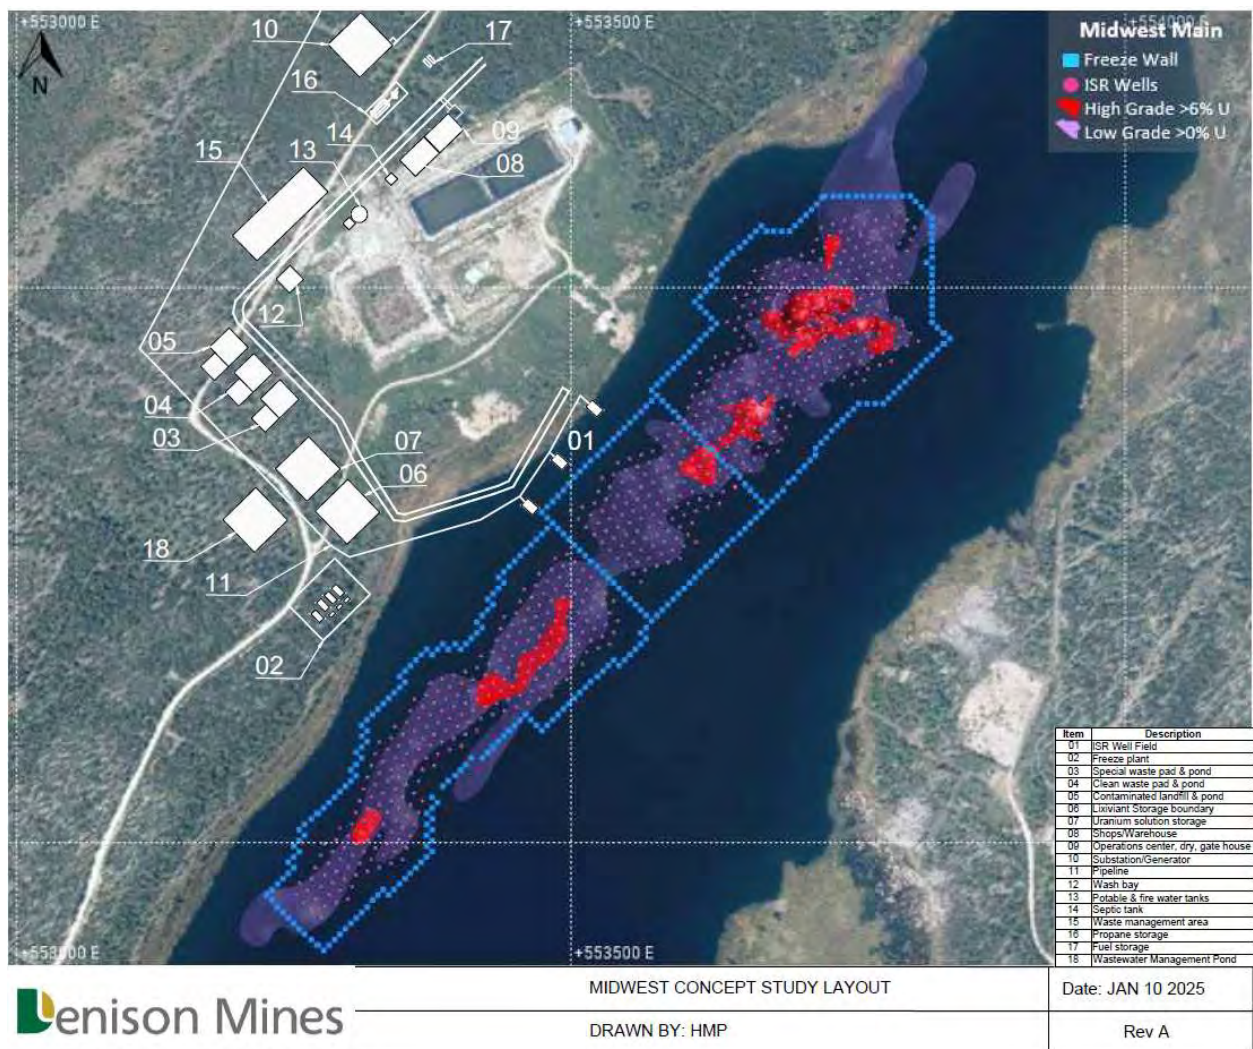 +553000 E
+553500 E
+554000 E
N
Midwest Main
Freeze Wall
ISR Wells
High Grade >6% U
Low Grade >0% U
10
17
16
09
14
15
13
08
12
05
04
03
01
07
06
18
11
02
Item Description
01 ISR Well Field
02 Freeze plant
03 Special waste pad & pond
04 Clean waste pad & pond
05 Contaminated landfill & pond
06 Lixiviant Storage boundary
07 Uranium solution storage
08 Shops/Warehouse
09 Operations center, dry, gate house
10 Substation/Generator
11 Pipeline
12 Wash bay
13 Potable & fire water tanks
14 Septic tank
15 Waste management area
16 Propane storage
17 Fuel storage
18 Wastewater Management Pond
+553500 E
Denison Mines
MIDWEST CONCEPT STUDY LAYOUT
Date: JAN 10 2025
DRAWN BY: HMP
Rev A